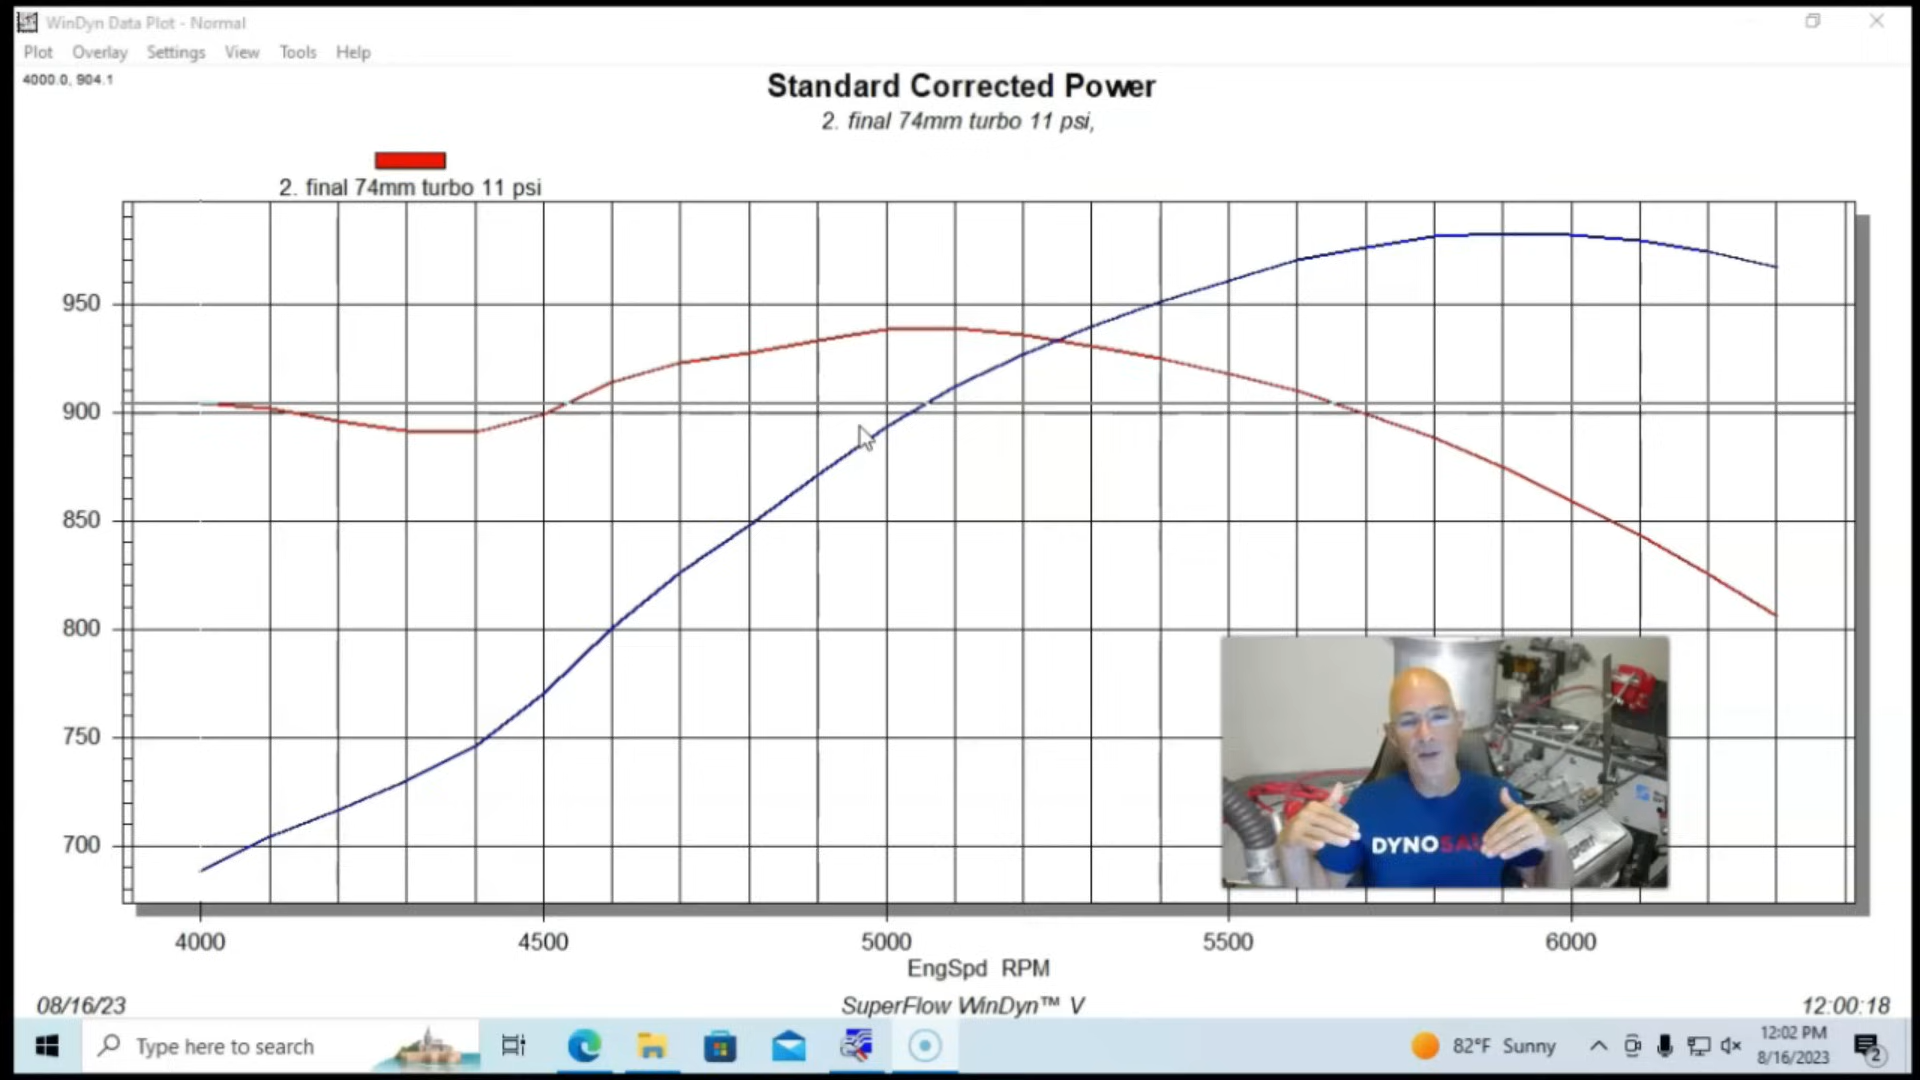 WinDyn Data Plot - Normal
Plot Overlay Settings View Tools Help
4000.0, 904.1
Standard Corrected Power
2. final 74mm turbo 11 psi,
2. final 74mm turbo 11 psi
950
900
850
800
750
700
4000 4500 5000 5500 6000
EngSpd RPM
DYNO
08/16/23 SuperFlow WinDyn™ V 12:00:18
Type here to search
82°F Sunny
12:02 PM
8/16/2023
2